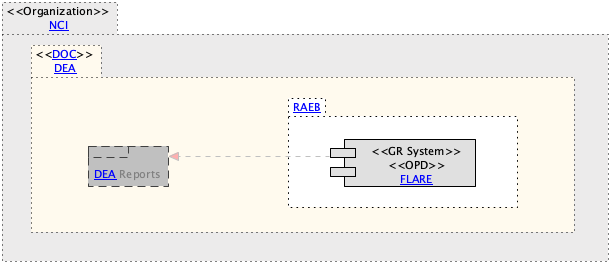 <<Organization>>
NCI
<<DOC>>
DEA
RAEB
<<GR System>>
<<OPD>>
FLARE
DEA Reports